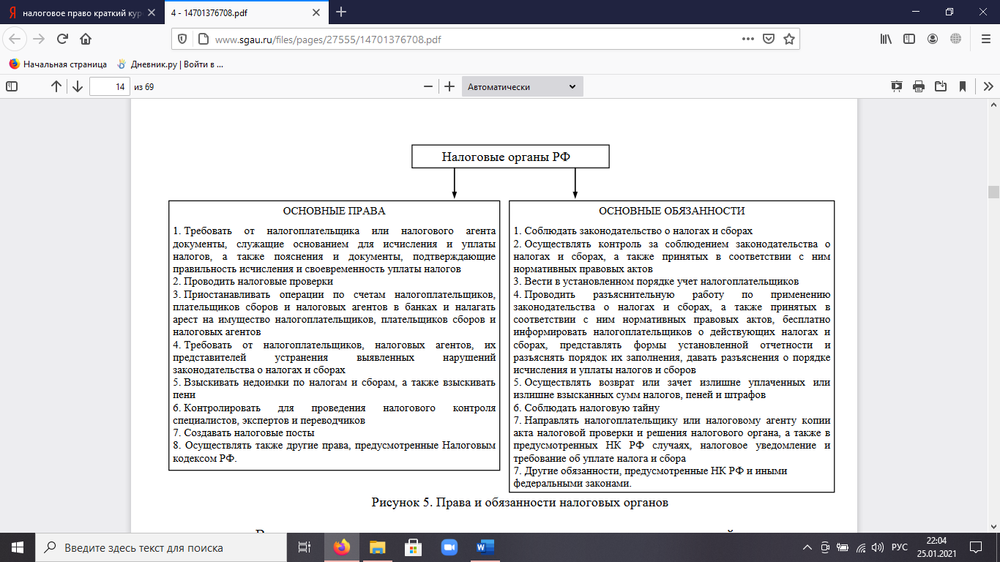 налоговое право краткий кур
4 - 14701376708.pdf
www.sgau.ru/files/pages/27555/14701376708.pdf
Начальная страница
Дневник.ру | Войти в ...
14
из 69
Автоматически
Налоговые органы РФ
ОСНОВНЫЕ ПРАВА
1. Требовать от налогоплательщика или налогового агента
документы, служащие основанием для исчисления и уплаты
налогов, а также пояснения и документы, подтверждающие
правильность исчисления и своевременность уплаты налогов
2. Проводить налоговые проверки
3. Приостанавливать операции по счетам налогоплательщиков,
плательщиков сборов и налоговых агентов в банках и налагать
арест на имущество налогоплательщиков, плательщиков сборов и
налоговых агентов
4. Требовать от налогоплательщиков, налоговых агентов, их
представителей устранения выявленных нарушений
законодательства о налогах и сборах
5. Взыскивать недоимки по налогам и сборам, а также взыскивать
пени
6. Контролировать для проведения налогового контроля
специалистов, экспертов и переводчиков
7. Создавать налоговые посты
8. Осуществлять также другие права, предусмотренные Налоговым
кодексом РФ.
ОСНОВНЫЕ ОБЯЗАННОСТИ
1. Соблюдать законодательство о налогах и сборах
2. Осуществлять контроль за соблюдением законодательства о
налогах и сборах, а также принятых в соответствии с ним
нормативных правовых актов
3. Вести в установленном порядке учет налогоплательщиков
4. Проводить разъяснительную работу по применению
законодательства о налогах и сборах, а также принятых в
соответствии с ним нормативных правовых актов, бесплатно
информировать налогоплательщиков о действующих налогах и
сборах, представлять формы установленной отчетности и
разъяснять порядок их заполнения, давать разъяснения о порядке
исчисления и уплаты налогов и сборов
5. Осуществлять возврат или зачет излишне уплаченных или
излишне взысканных сумм налогов, пеней и штрафов
6. Соблюдать налоговую тайну
7. Направлять налогоплательщику или налоговому агенту копии
акта налоговой проверки и решения налогового органа, а также в
предусмотренных НК РФ случаях, налоговое уведомление и
требование об уплате налога и сбора
7. Другие обязанности, предусмотренные НК РФ и иными
федеральными законами.
Рисунок 5. Права и обязанности налоговых органов
Введите здесь текст для поиска
РУС
22:04
25.01.2021